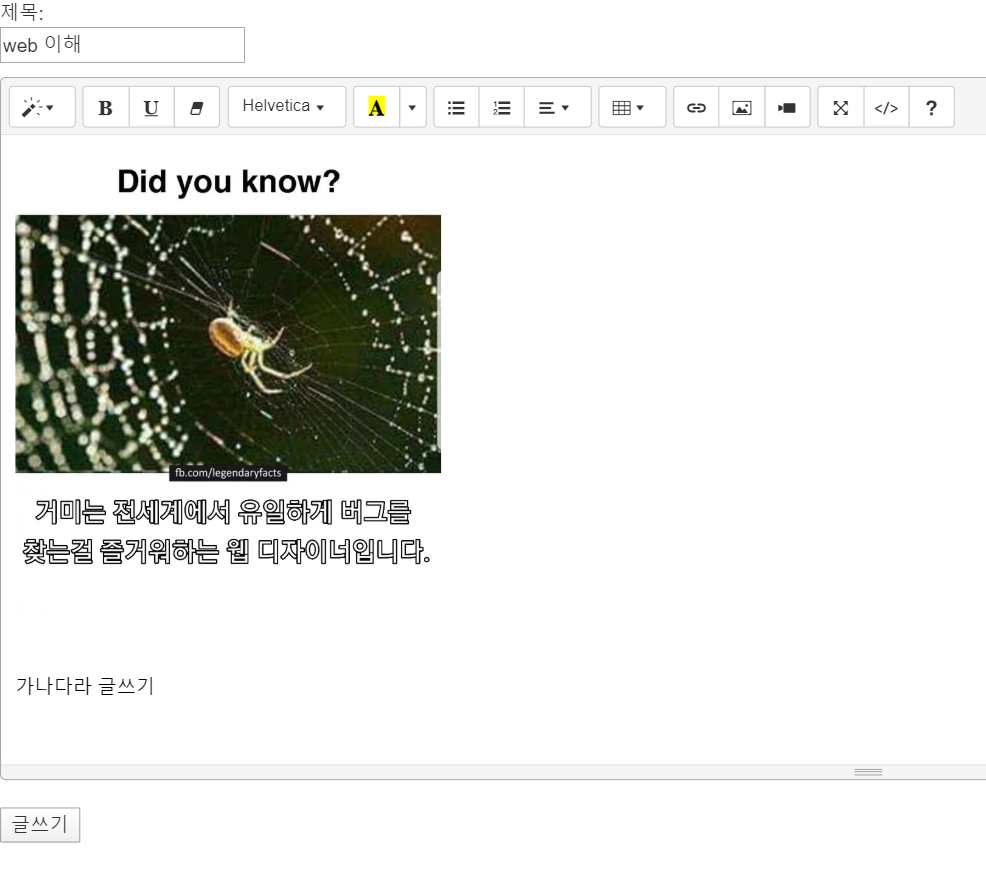 제목:
web 이해
B U Helvetica A </> ?
Did you know?
fb.com/legendaryfacts
거미는 전세계에서 유일하게 버그를
찾는걸 즐거워하는 웹 디자이너입니다.
가나다라 글쓰기
글쓰기